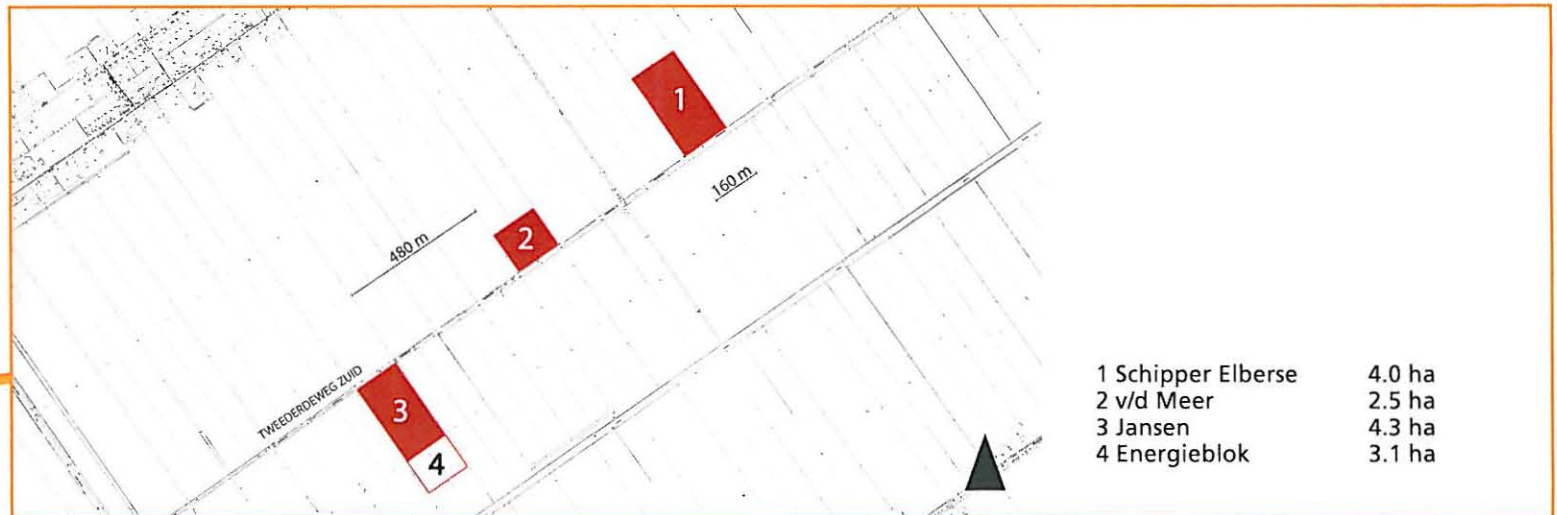 1
160 m
2
480 m
TWEEDERDEWEG ZUID
3
4
1 Schipper Elberse 4.0 ha
2 v/d Meer 2.5 ha
3 Jansen 4.3 ha
4 Energieblok 3.1 ha